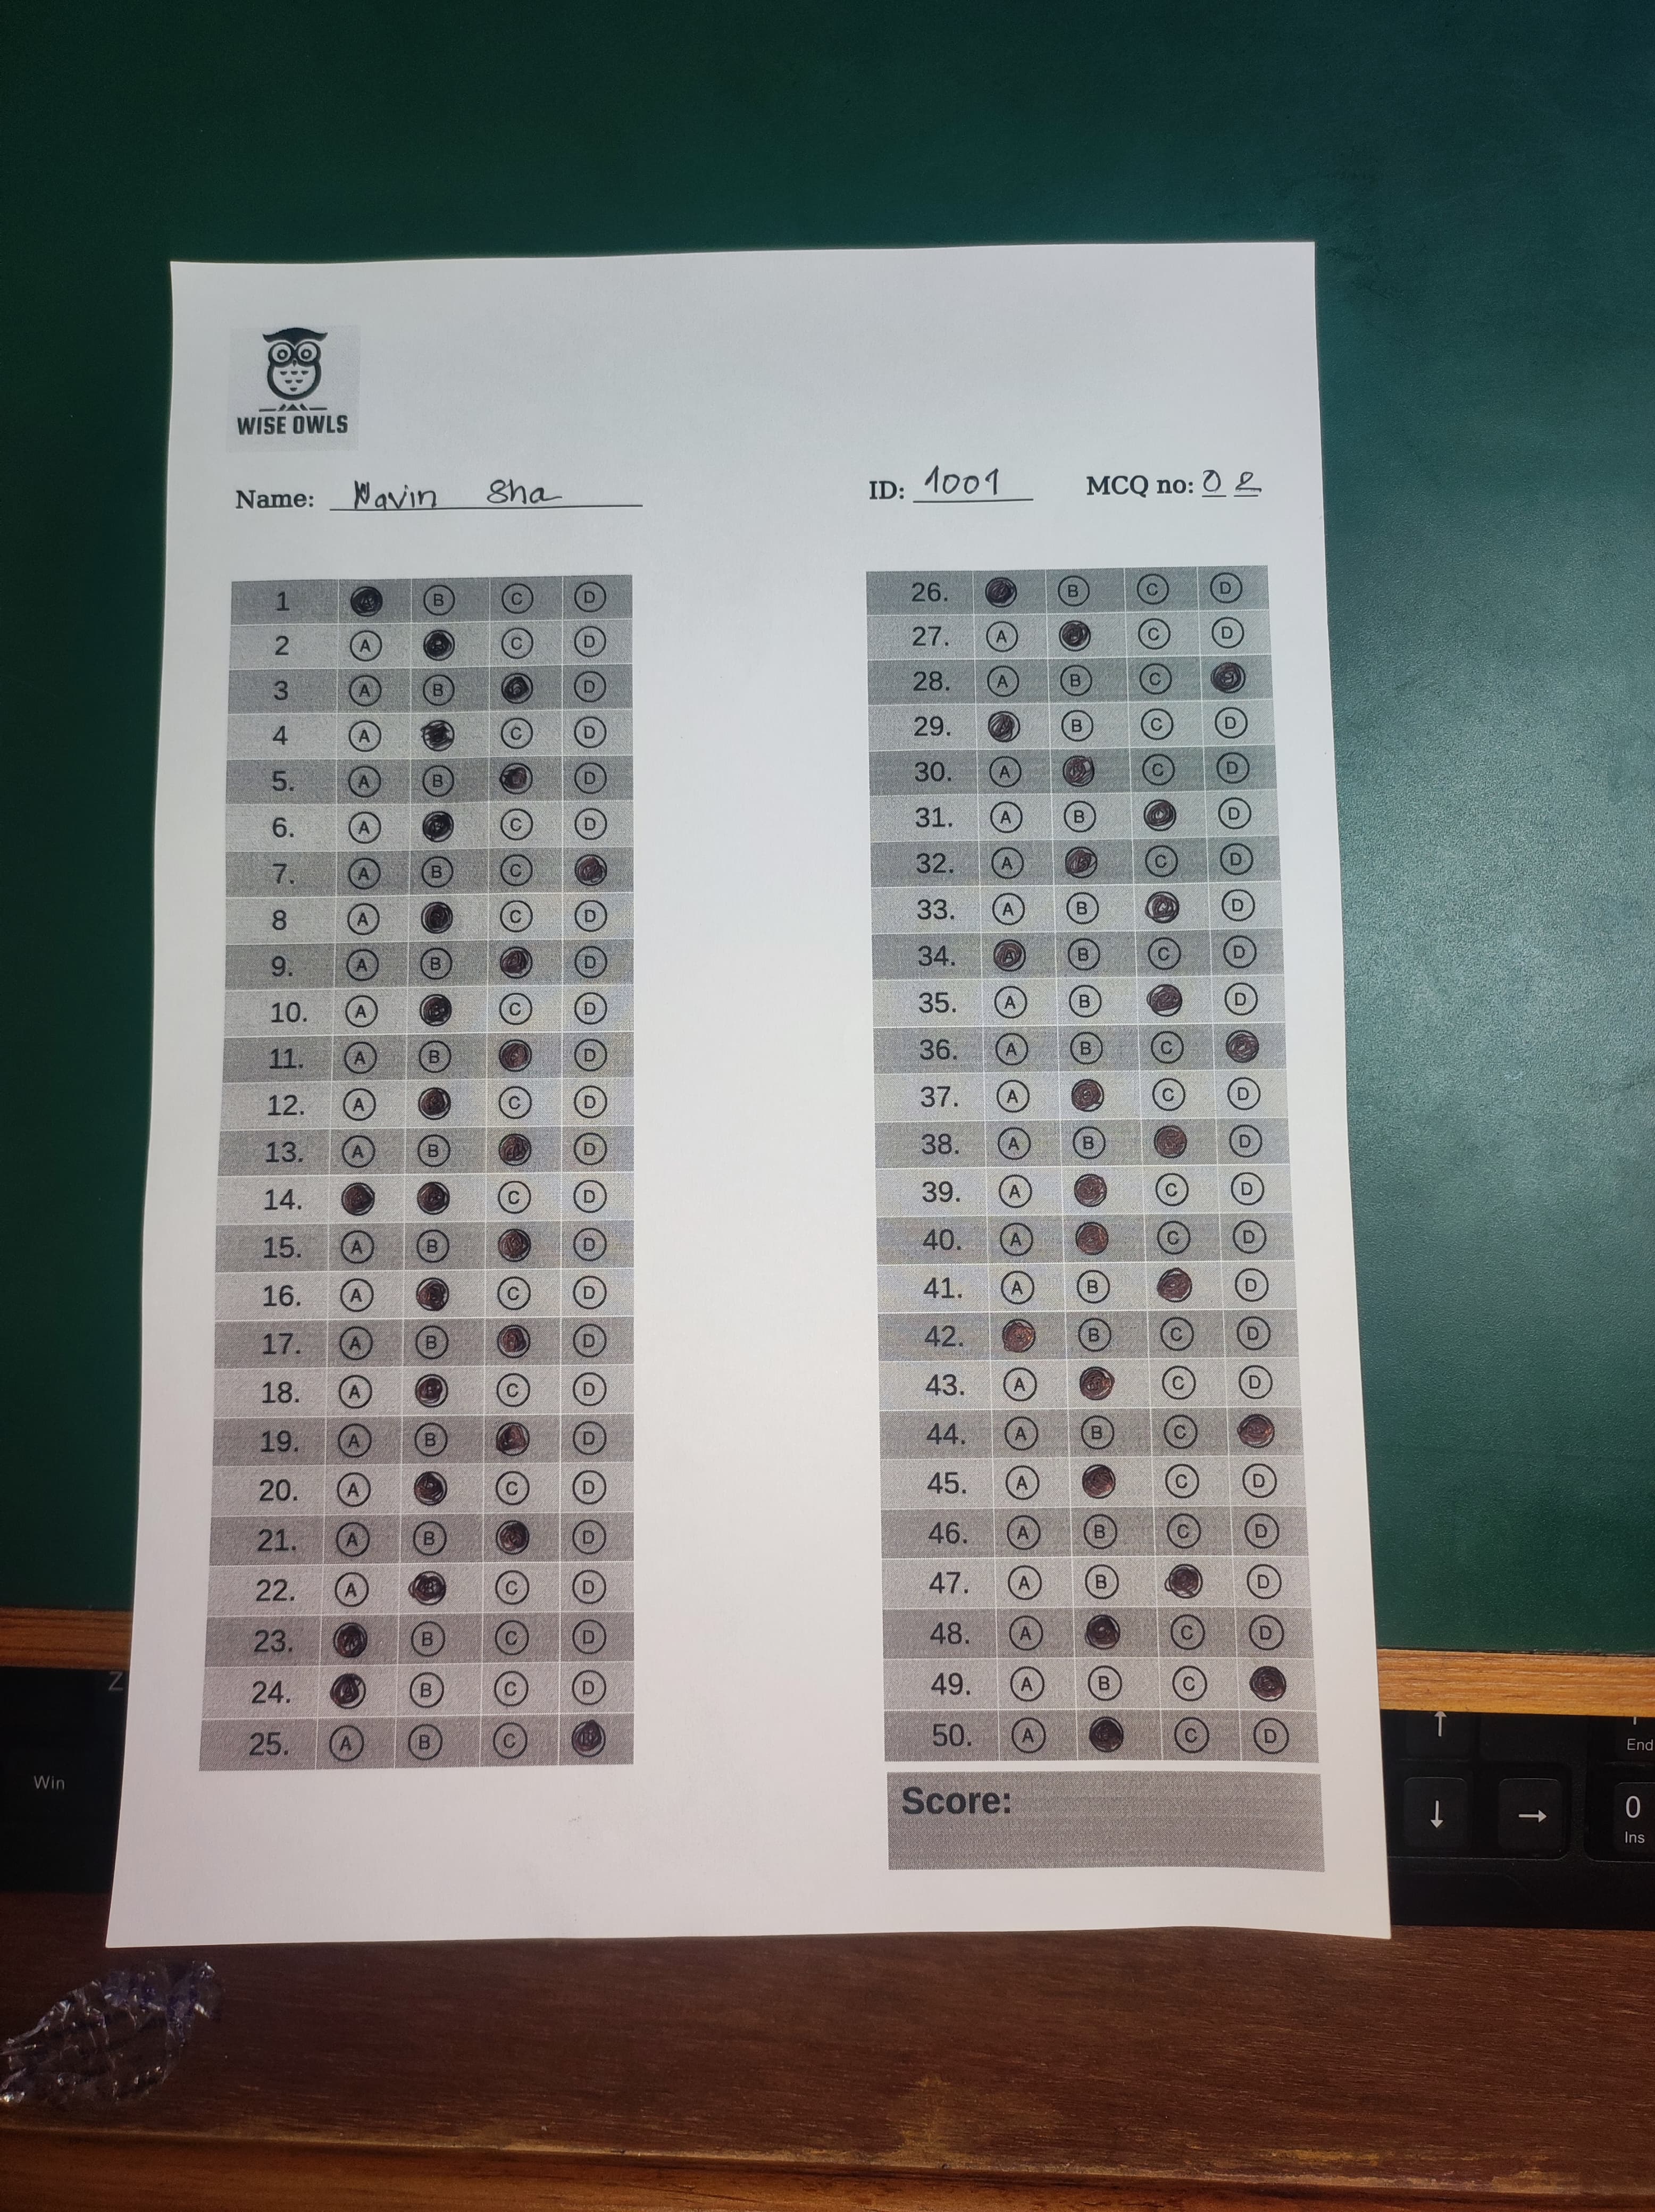 WISE OWLS
Name: Navin Sha
ID: 1001 MCQ no: 02
1 A B C D
2 A B C D
3 A B C D
4 A B C D
5. A B C D
6. A B C D
7. A B C D
8 A B C D
9. A B C D
10. A B C D
11. A B C D
12. A B C D
13. A B C D
14. A B C D
15. A B C D
16. A B C D
17. A B C D
18. A B C D
19. A B C D
20. A B C D
21. A B C D
22. A B C D
23. A B C D
24. A B C D
25. A B C D
26. A B C D
27. A B C D
28. A B C D
29. A B C D
30. A B C D
31. A B C D
32. A B C D
33. A B C D
34. A B C D
35. A B C D
36. A B C D
37. A B C D
38. A B C D
39. A B C D
40. A B C D
41. A B C D
42. A B C D
43. A B C D
44. A B C D
45. A B C D
46. A B C D
47. A B C D
48. A B C D
49. A B C D
50. A B C D
Score:
Z
Win
End
0
Ins